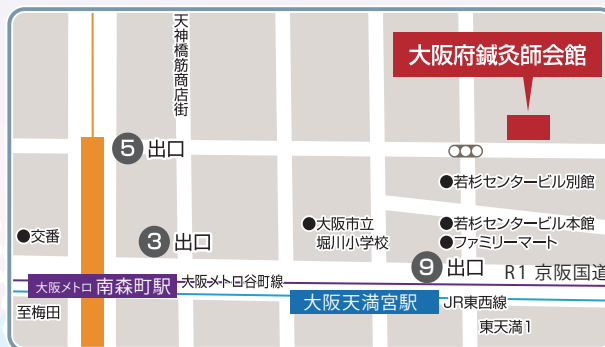 天神橋筋商店街
大阪府鍼灸師会館
5 出口
●若杉センタービル別館
●交番
3 出口
●大阪市立
堀川小学校
●若杉センタービル本館
●ファミリーマート
9 出口
R1 京阪国道
大阪メトロ 南森町駅
大阪メトロ谷町線
大阪天満宮駅
JR東西線
至梅田
東天満1